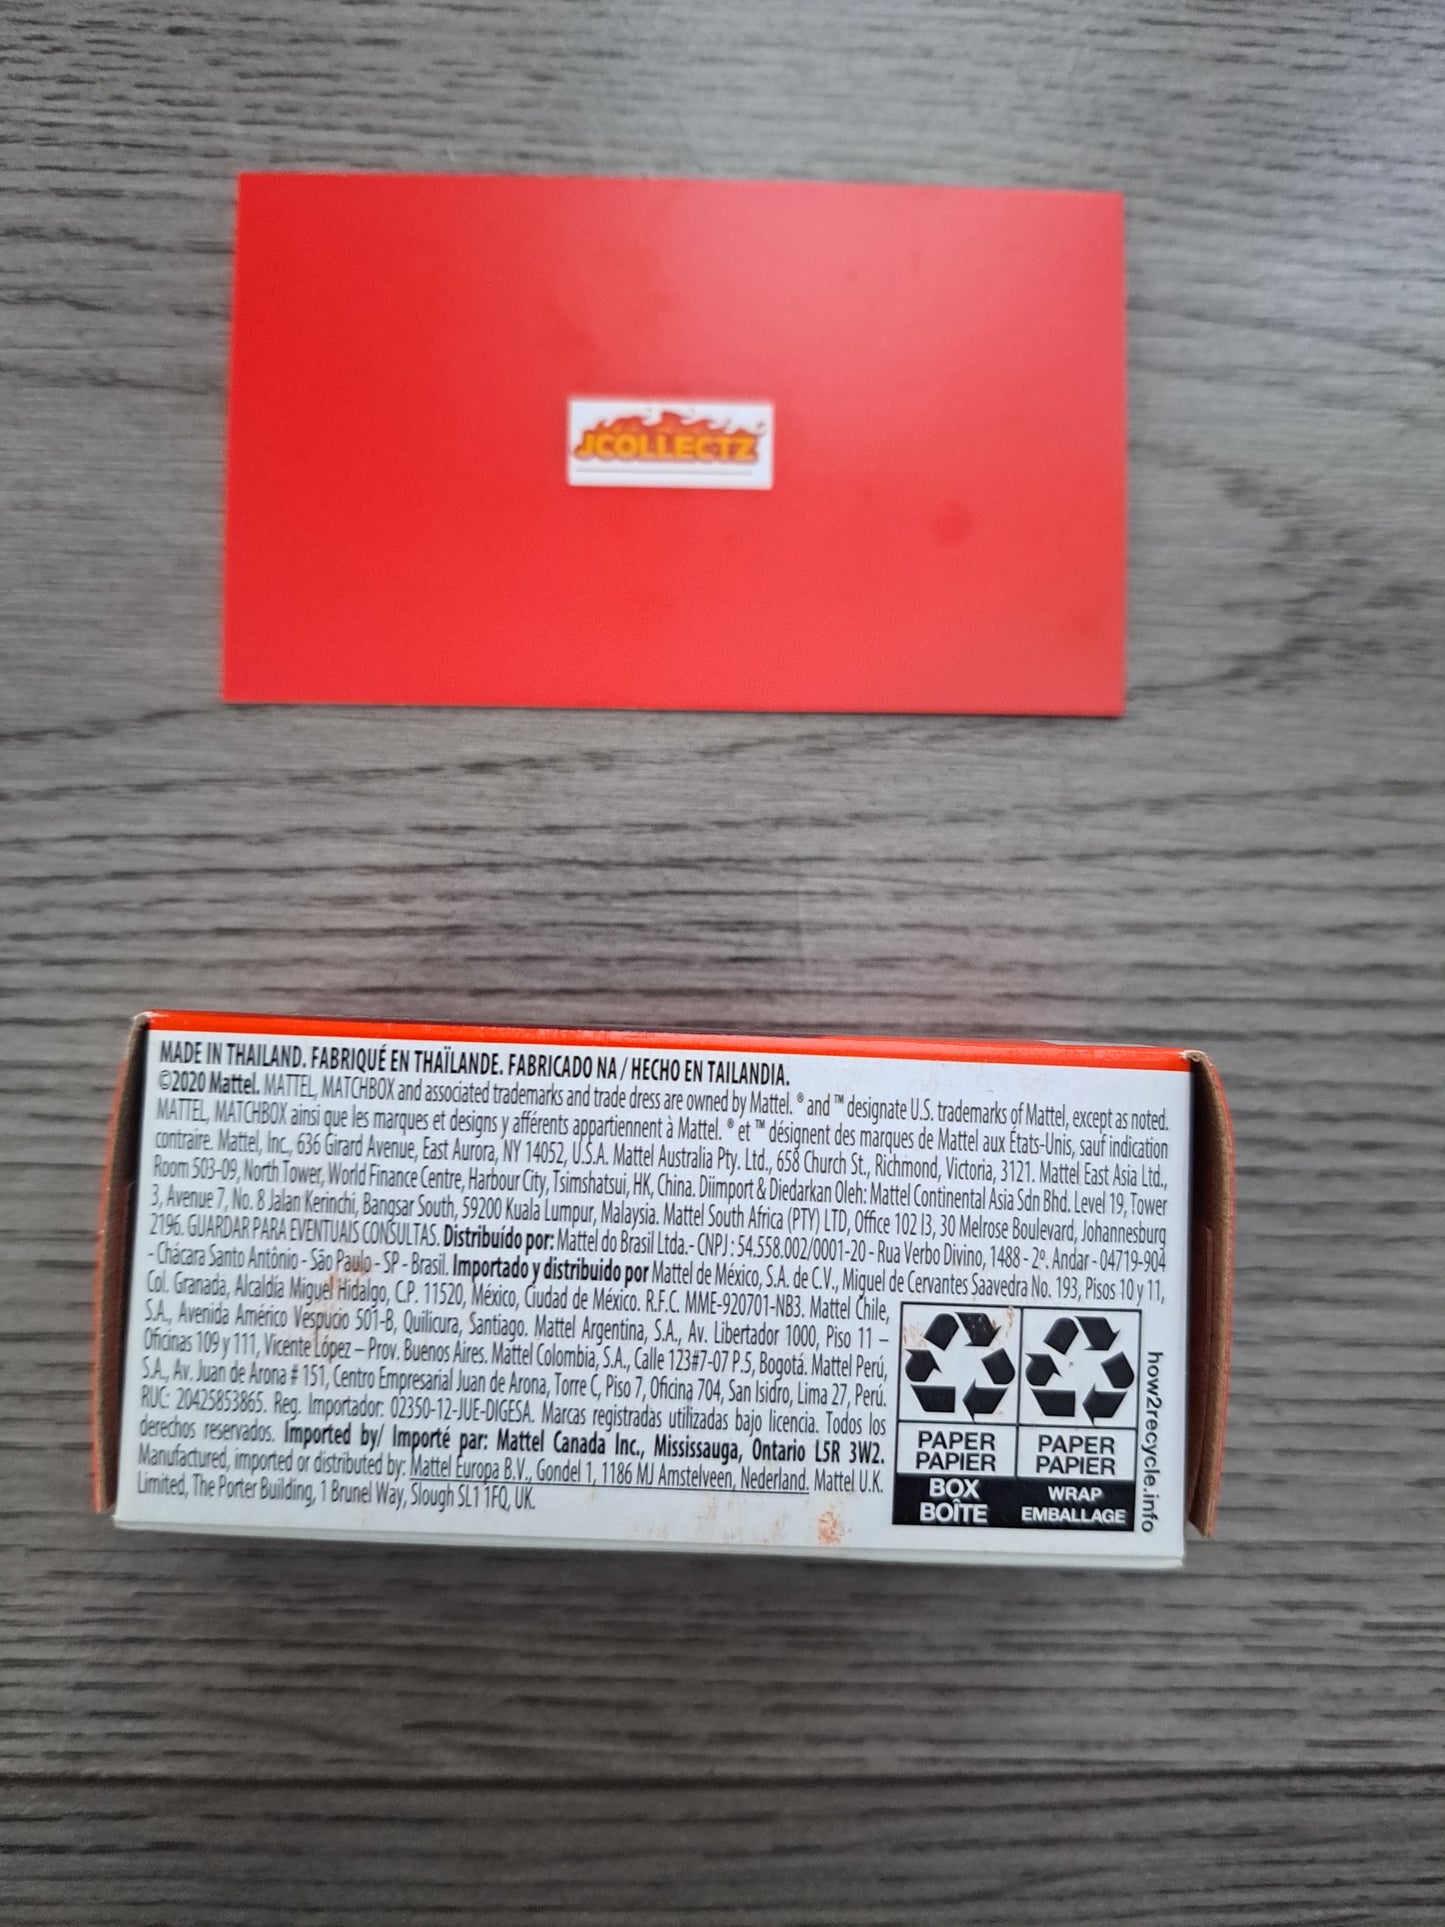 JCOLLECTZ
MADE IN THAILAND. FABRIQUÉ EN THAÏLANDE. FABRICADO NA / HECHO EN TAILANDIA.
©2020 Mattel. MATTEL, MATCHBOX and associated trademarks and trade dress are owned by Mattel. ® and ™ designate U.S. trademarks of Mattel, except as noted.
MATTEL, MATCHBOX ainsi que les marques et designs y afférents appartiennent à Mattel. ® et ™ désignent des marques de Mattel aux États-Unis, sauf indication
contraire. Mattel, Inc., 636 Girard Avenue, East Aurora, NY 14052, U.S.A. Mattel Australia Pty. Ltd., 658 Church St., Richmond, Victoria, 3121. Mattel East Asia Ltd.,
Room 503-09, North Tower, World Finance Centre, Harbour City, Tsimshatsui, HK, China. Diimport & Diedarkan Oleh: Mattel Continental Asia Sdn Bhd. Level 19, Tower
3, Avenue 7, No. 8 Jalan Kerinchi, Bangsar South, 59200 Kuala Lumpur, Malaysia. Mattel South Africa (PTY) LTD, Office 102 I3, 30 Melrose Boulevard, Johannesburg
2196. GUARDAR PARA EVENTUAIS CONSULTAS. Distribuído por: Mattel do Brasil Ltda.- CNPJ : 54.558.002/0001-20 - Rua Verbo Divino, 1488 - 2º. Andar - 04719-904
- Chácara Santo Antônio - São Paulo - SP - Brasil. Importado y distribuido por Mattel de México, S.A. de C.V., Miguel de Cervantes Saavedra No. 193, Pisos 10 y 11,
Col. Granada, Alcaldía Miguel Hidalgo, C.P. 11520, México, Ciudad de México. R.F.C. MME-920701-NB3. Mattel Chile,
S.A., Avenida Américo Vespucio 501-B, Quilicura, Santiago. Mattel Argentina, S.A., Av. Libertador 1000, Piso 11 –
Oficinas 109 y 111, Vicente López – Prov. Buenos Aires. Mattel Colombia, S.A., Calle 123#7-07 P.5, Bogotá. Mattel Perú,
S.A., Av. Juan de Arona # 151, Centro Empresarial Juan de Arona, Torre C, Piso 7, Oficina 704, San Isidro, Lima 27, Perú.
RUC: 20425853865. Reg. Importador: 02350-12-JUE-DIGESA. Marcas registradas utilizadas bajo licencia. Todos los
derechos reservados. Imported by/ Importé par: Mattel Canada Inc., Mississauga, Ontario L5R 3W2.
Manufactured, imported or distributed by: Mattel Europa B.V., Gondel 1, 1186 MJ Amstelveen, Nederland. Mattel U.K.
Limited, The Porter Building, 1 Brunel Way, Slough SL1 1FQ, UK.
PAPER
PAPIER
BOX
BOÎTE
PAPER
PAPIER
WRAP
EMBALLAGE
how2recycle.info